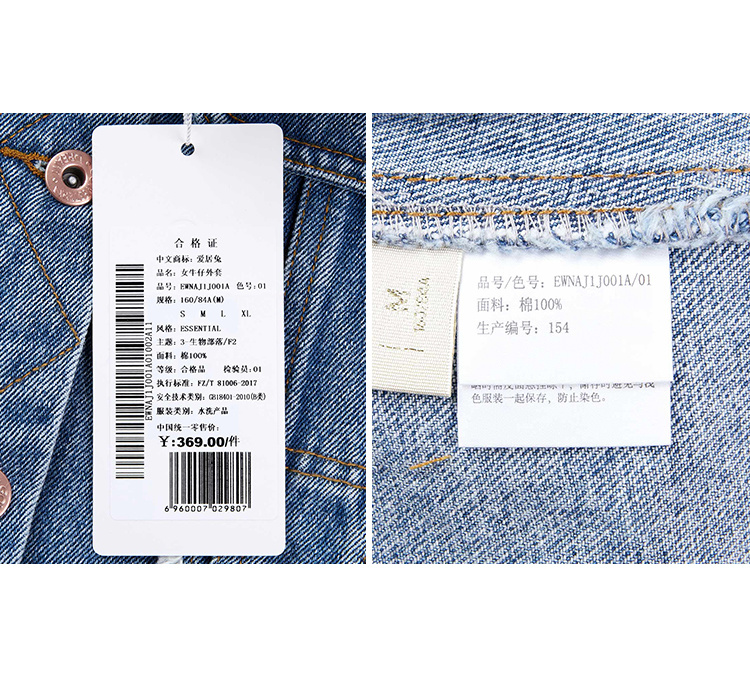 合格证
中文商标: 爱居兔
品名: 女牛仔外套
品号: EWNAJ1J001A 色号: 01
规格: 160/84A(M)
S M L XL
风格: ESSENTIAL
主题: 3-生物部落/F2
面料: 棉100%
等级: 合格品 检验员: 01
执行标准: FZ/T 81006-2017
安全技术类别: GB18401-2010(B类)
服装类别: 水洗产品
中国统一零售价:
¥:369.00/件
6 960007 029807
EWNAJ1J001A01002A11
M
165/88A
品号/色号: EWNAJ1J001A/01
面料: 棉100%
生产编号: 154
色服装一起保存, 防止染色。